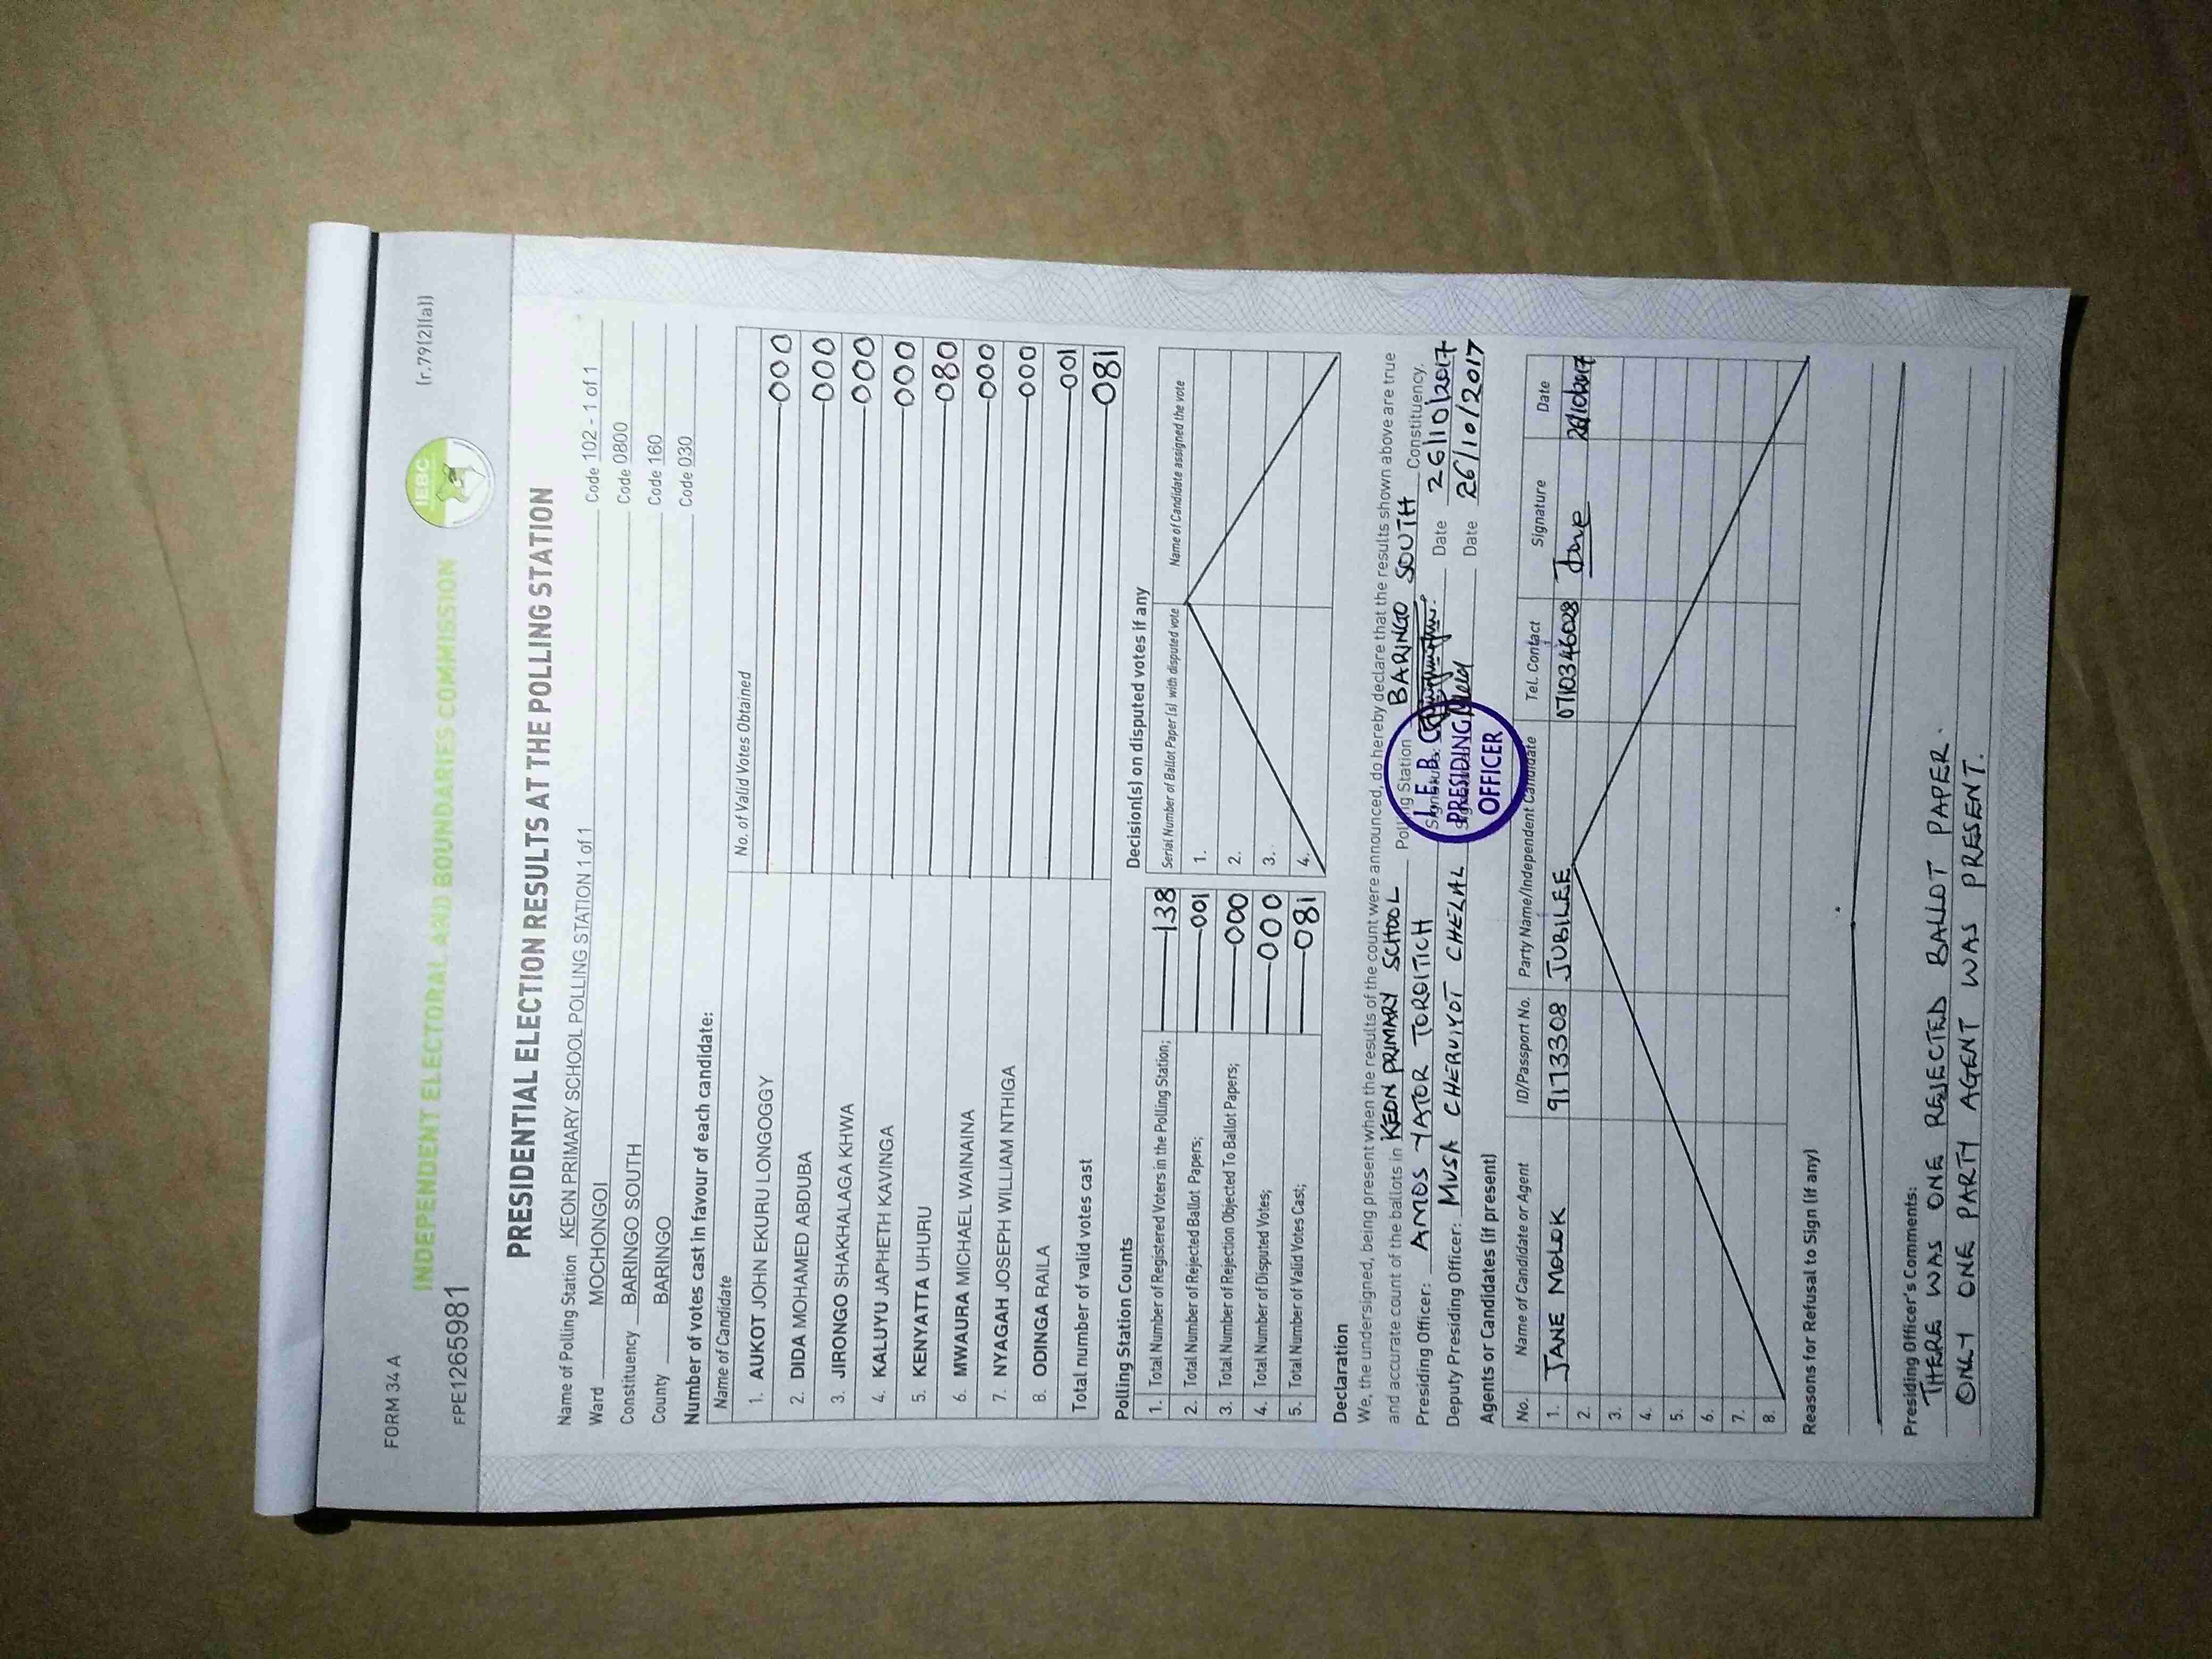 FORM 34 A
(r.79(2)(a))
INDEPENDENT ELECTORAL AND BOUNDARIES COMMISSION
IEBC
FPE1265981
PRESIDENTIAL ELECTION RESULTS AT THE POLLING STATION
Name of Polling Station KEON PRIMARY SCHOOL POLLING STATION 1 of 1 Code 102 - 1 of 1
Ward MOCHONGOI Code 0800
Constituency BARINGO SOUTH Code 160
County BARINGO Code 030
Number of votes cast in favour of each candidate:
Name of Candidate No. of Valid Votes Obtained
1. AUKOT JOHN EKURU LONGOGGY 000
2. DIDA MOHAMED ABDUBA 000
3. JIRONGO SHAKHALAGA KHWA 000
4. KALUYU JAPHETH KAVINGA 000
5. KENYATTA UHURU 080
6. MWAURA MICHAEL WAINAINA 000
7. NYAGAH JOSEPH WILLIAM NTHIGA 000
8. ODINGA RAILA 001
Total number of valid votes cast 081
Polling Station Counts
1. Total Number of Registered Voters in the Polling Station; 138
2. Total Number of Rejected Ballot Papers; 001
3. Total Number of Rejection Objected To Ballot Papers; 000
4. Total Number of Disputed Votes; 000
5. Total Number of Valid Votes Cast; 081
Decision(s) on disputed votes if any
Serial Number of Ballot Paper (s) with disputed vote Name of Candidate assigned the vote
1.
2.
3.
4.
Declaration
We, the undersigned, being present when the results of the count were announced, do hereby declare that the results shown above are true
and accurate count of the ballots in KEON PRIMARY SCHOOL Polling Station BARINGO SOUTH Constituency.
Presiding Officer: AMOS YATOR TOROITICH Signature: Date 26/10/2017
Deputy Presiding Officer: MUSA CHERUIYOT CHELAL Date 26/10/2017
I.E.B.
PRESIDING
OFFICER
Agents or Candidates (if present)
No. Name of Candidate or Agent ID/Passport No. Party Name/Independent Candidate Tel. Contact Signature Date
1. JANE MOLOK 9173308 JUBILEE 0710346028 Jane 26/10/2017
2.
3.
4.
5.
6.
7.
8.
Reasons for Refusal to Sign (if any)
Presiding Officer's Comments:
THERE WAS ONE REJECTED BALLOT PAPER.
ONLY ONE PARTY AGENT WAS PRESENT.